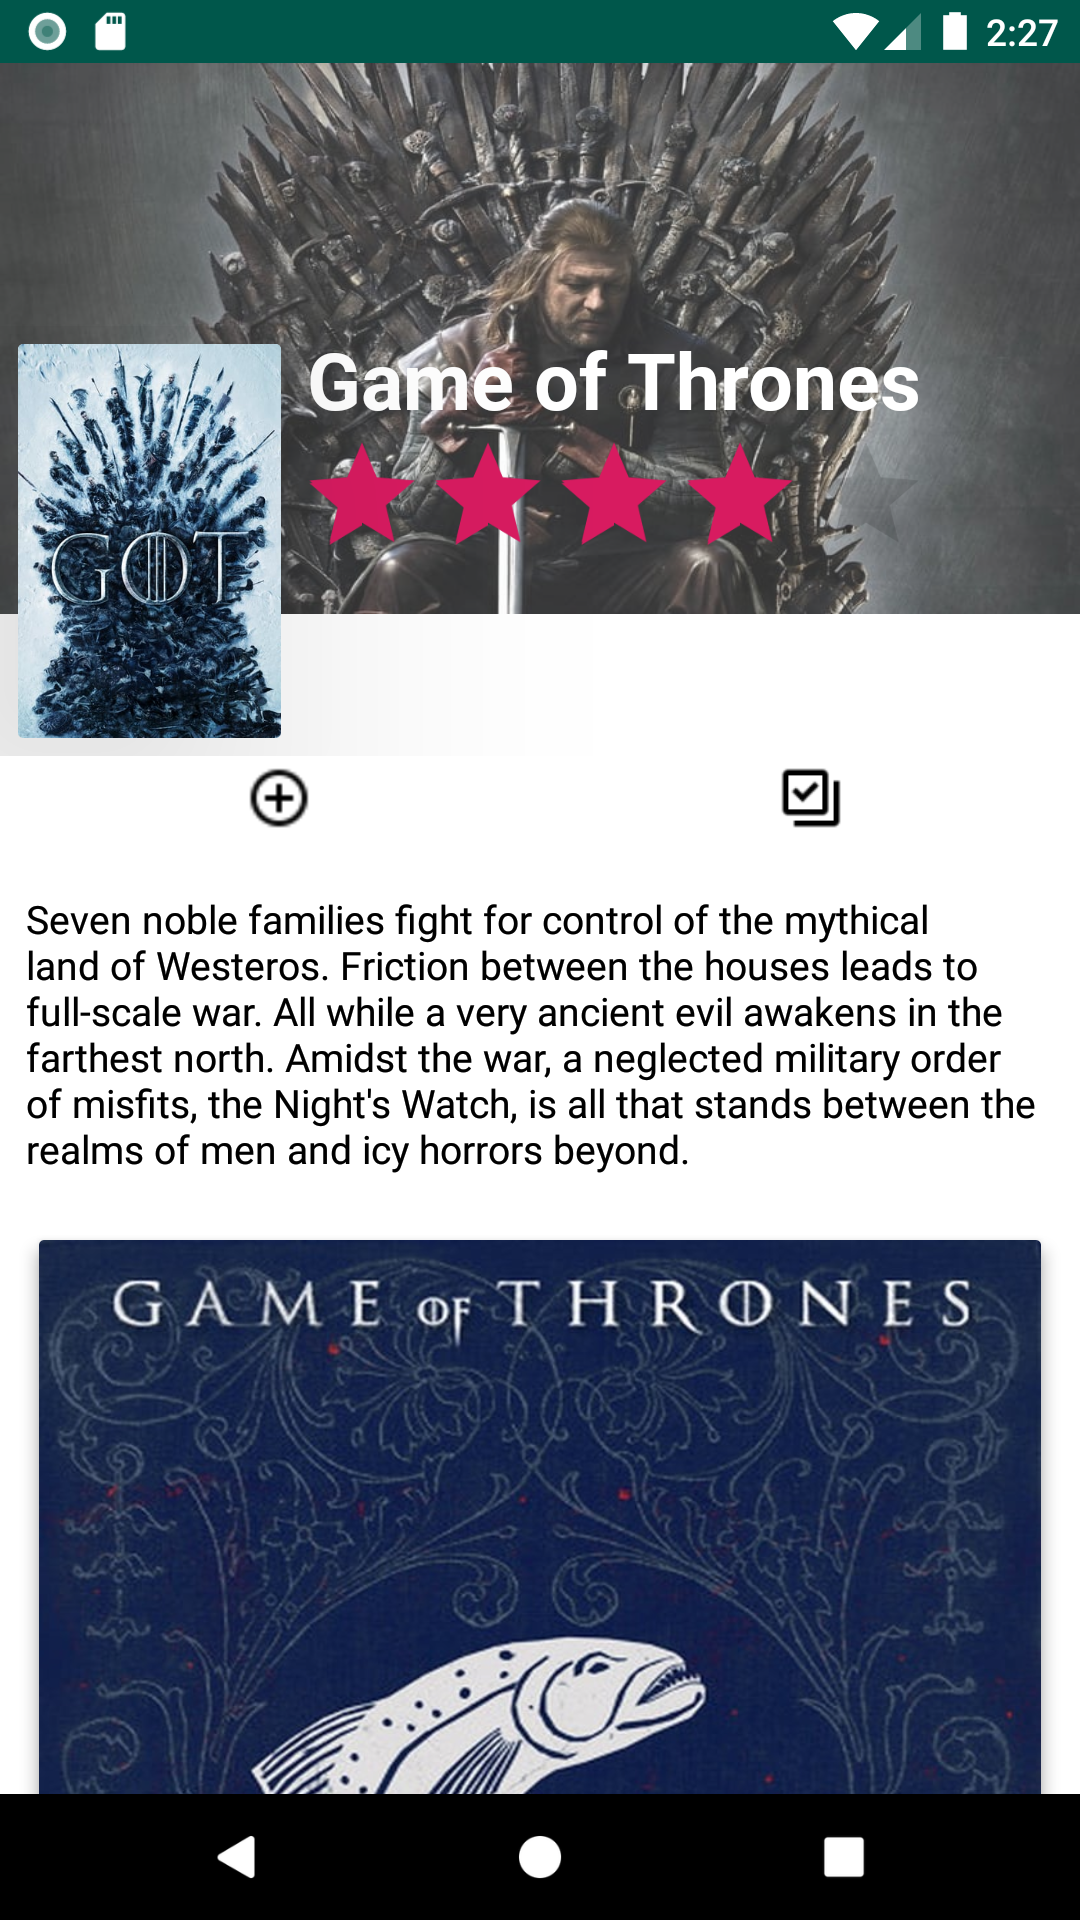 2:27
Game of Thrones
GOT
Seven noble families fight for control of the mythical
land of Westeros. Friction between the houses leads to
full-scale war. All while a very ancient evil awakens in the
farthest north. Amidst the war, a neglected military order
of misfits, the Night's Watch, is all that stands between the
realms of men and icy horrors beyond.
GAME OF THRONES